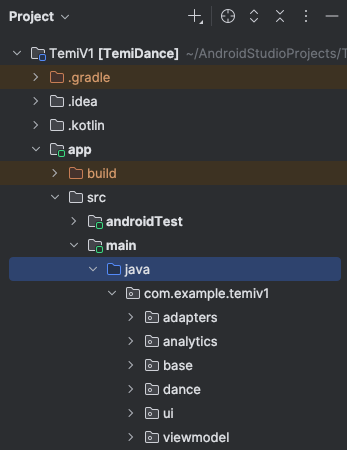 Project
TemiV1 [TemiDance] ~/AndroidStudioProjects/T
.gradle
.idea
.kotlin
app
build
src
androidTest
main
java
com.example.temiv1
adapters
analytics
base
dance
ui
viewmodel